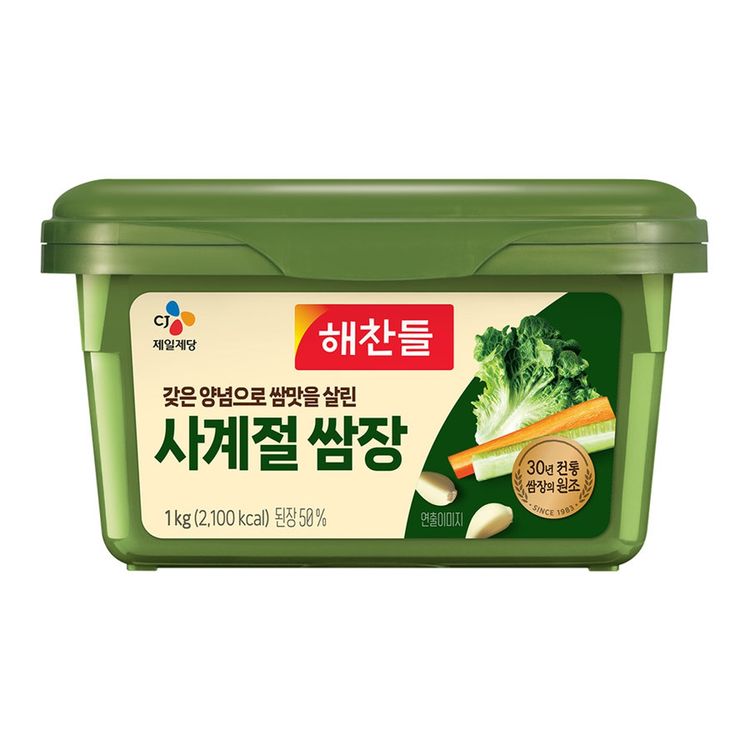 CJ
제일제당
해찬들
갖은 양념으로 쌈맛을 살린
사계절 쌈장
1kg (2,100 kcal) 된장 50%
연출이미지
30년 전통
쌈장의 원조
SINCE 1983